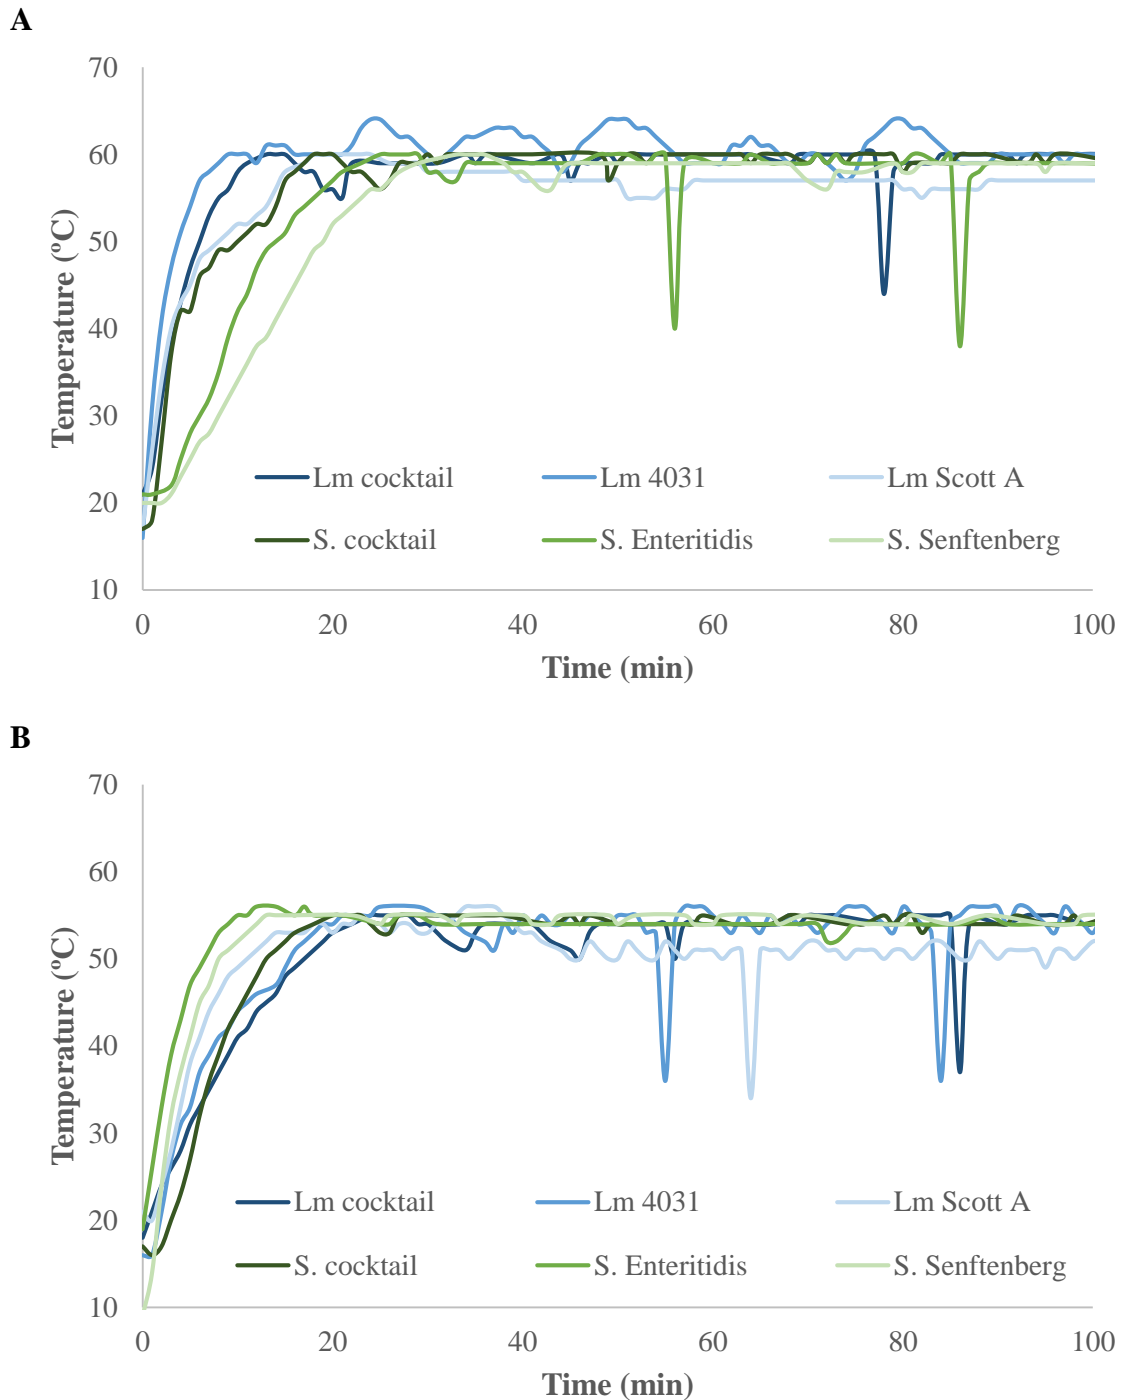 A
70
60
50
40
30
20
10
Temperature (ºC)
Lm cocktail Lm 4031 Lm Scott A
S. cocktail S. Enteritidis S. Senftenberg
0 20 40 60 80 100
Time (min)
B
70
60
50
40
30
20
10
Temperature (ºC)
Lm cocktail Lm 4031 Lm Scott A
S. cocktail S. Enteritidis S. Senftenberg
0 20 40 60 80 100
Time (min)